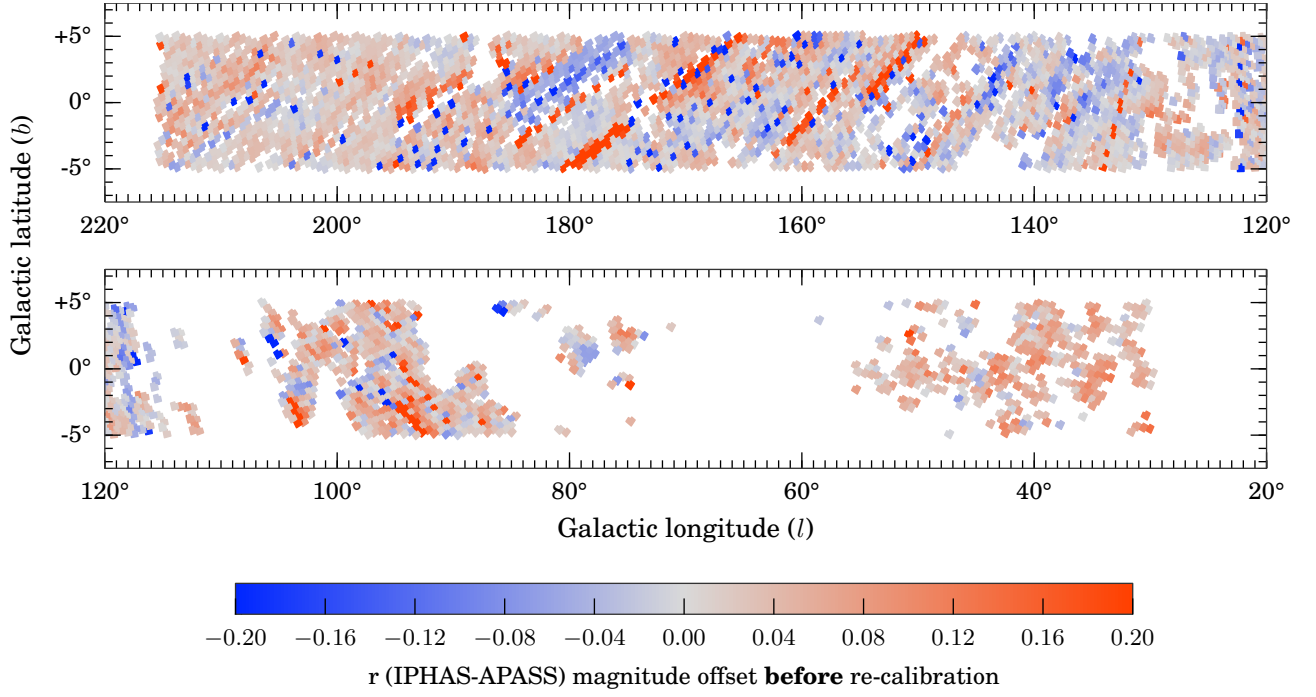 +5°
0°
-5°
220° 200° 180° 160° 140° 120°
Galactic latitude (b)
+5°
0°
-5°
120° 100° 80° 60° 40° 20°
Galactic longitude (l)
−0.20 −0.16 −0.12 −0.08 −0.04 0.00 0.04 0.08 0.12 0.16 0.20
r (IPHAS-APASS) magnitude offset before re-calibration